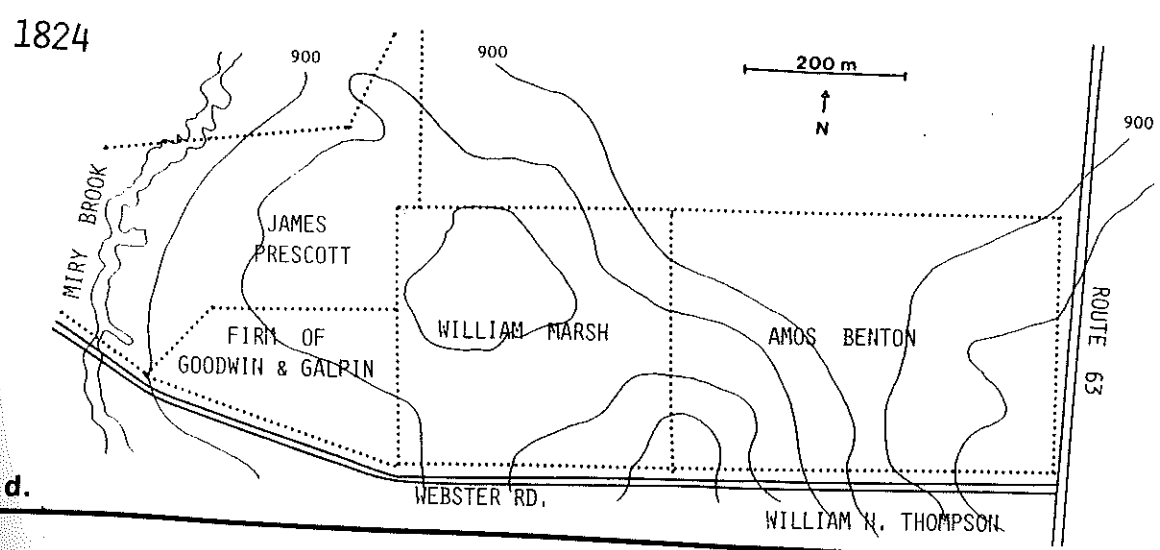 1824
900
900
200 m
N
900
MIRY BROOK
JAMES
PRESCOTT
FIRM OF
GOODWIN & GALPIN
WILLIAM MARSH
AMOS BENTON
ROUTE 63
WEBSTER RD.
WILLIAM H. THOMPSON
d.